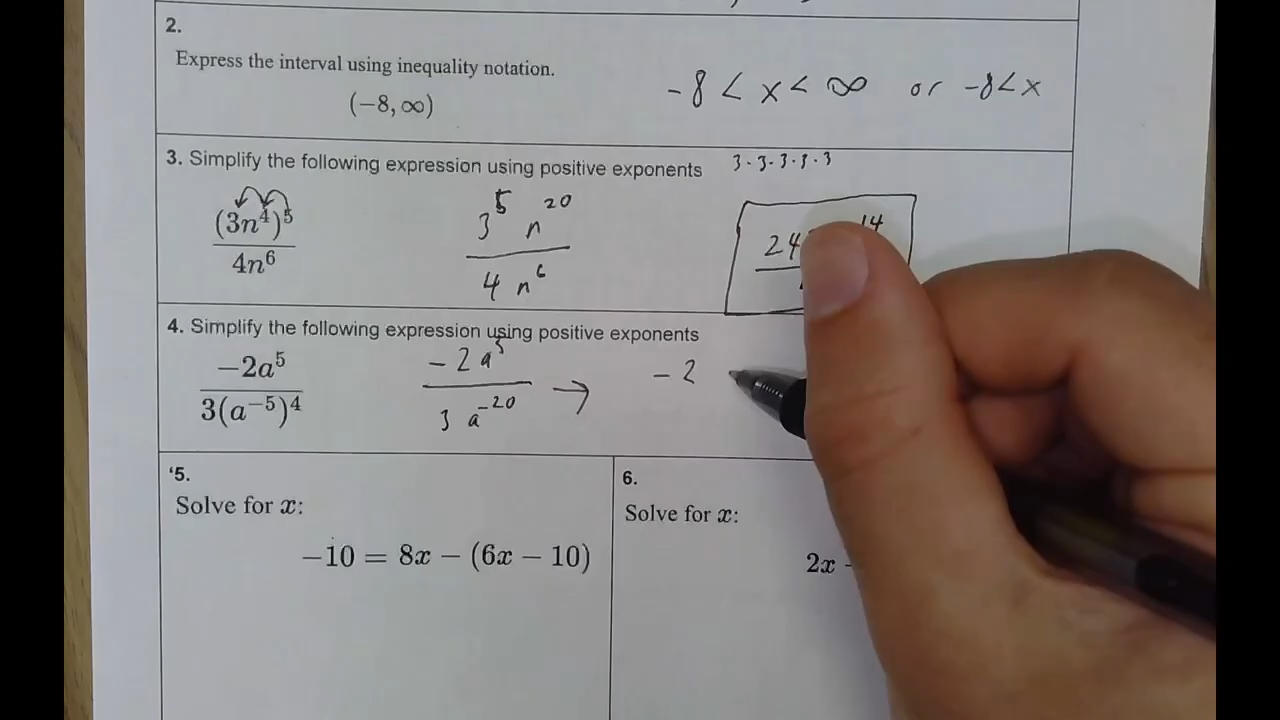 2.
Express the interval using inequality notation.
(−8, ∞)
-8 < x < ∞ or -8 < x
3. Simplify the following expression using positive exponents
3·3·3·3·3
(3n⁴)⁵
4n⁶
3⁵ n²⁰
4 n⁶
24
14
4. Simplify the following expression using positive exponents
−2a⁵
3(a⁻⁵)⁴
-2a⁵
3 a⁻²⁰
→
-2
'5.
Solve for x:
−10 = 8x − (6x − 10)
6.
Solve for x:
2x -